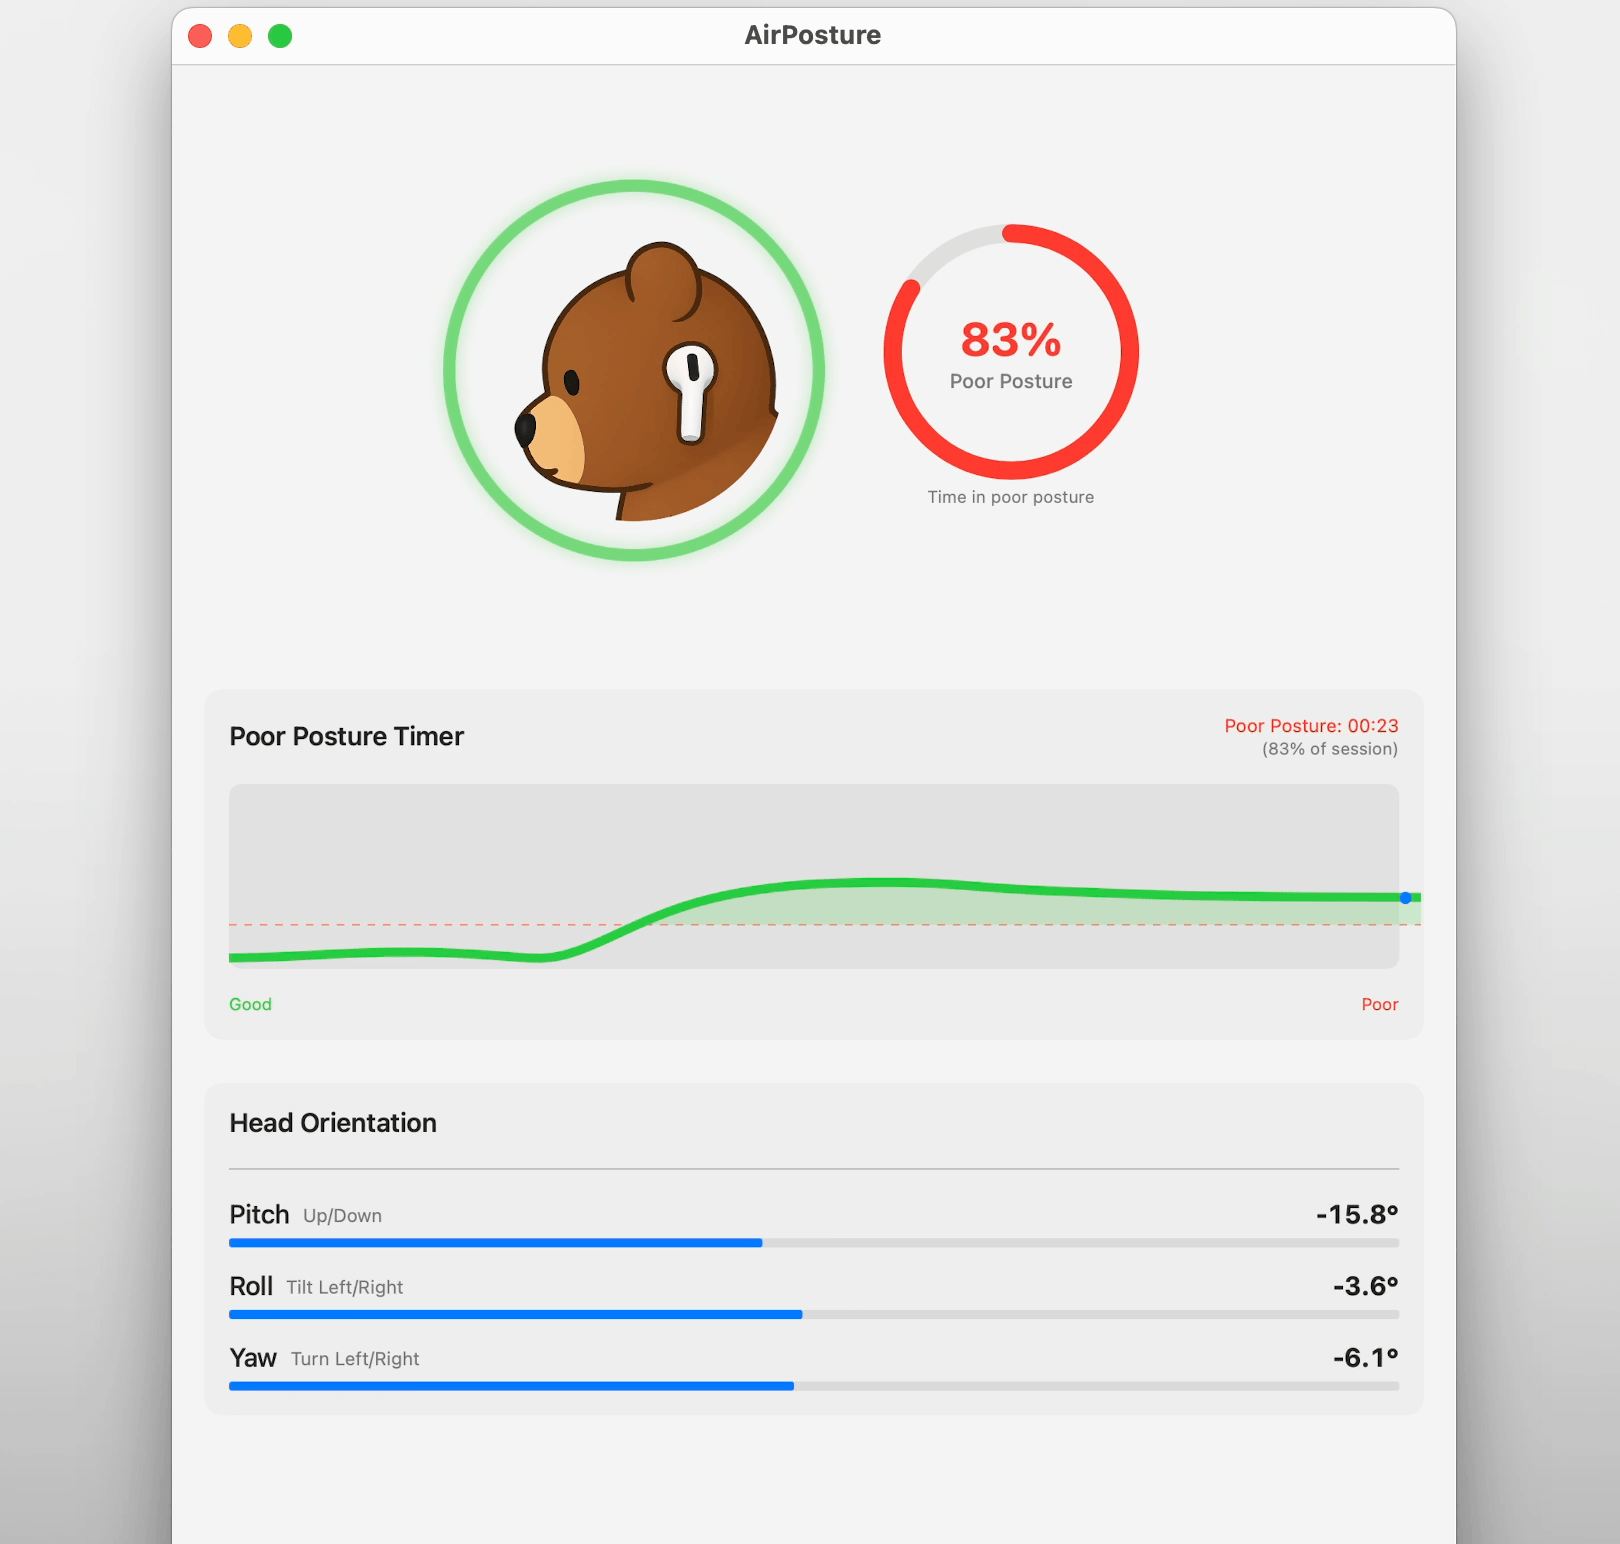 AirPosture
83%
Poor Posture
Time in poor posture
Poor Posture Timer
Poor Posture: 00:23
(83% of session)
Good
Poor
Head Orientation
Pitch Up/Down -15.8°
Roll Tilt Left/Right -3.6°
Yaw Turn Left/Right -6.1°